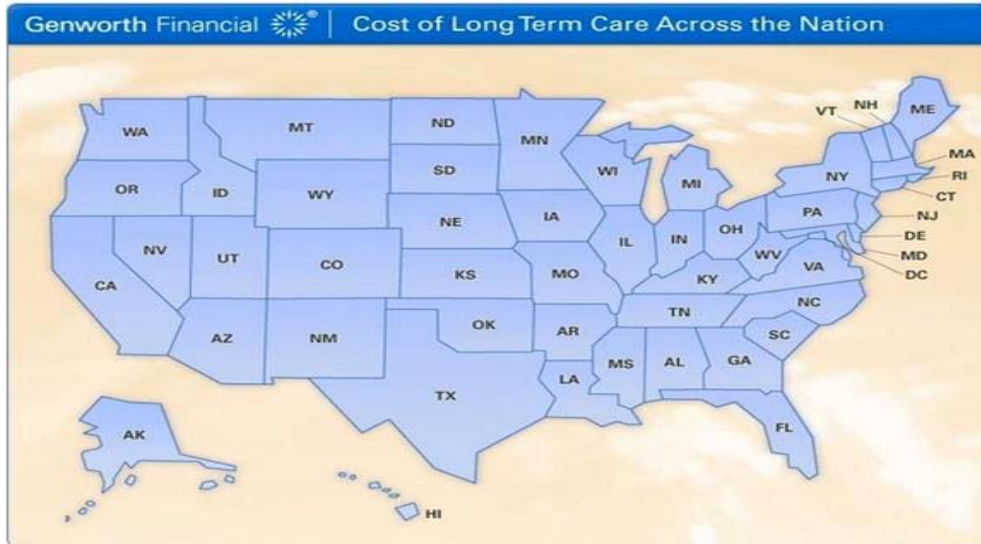 Genworth Financial ® | Cost of Long Term Care Across the Nation
VT NH ME
WA MT ND MN
MA
OR ID WY SD WI MI NY RI
CT
NV NE IA PA NJ
CA UT CO IL IN OH DE
KS MO WV VA MD
KY DC
AZ NM OK AR TN NC
SC
TX LA MS AL GA
FL
AK
HI